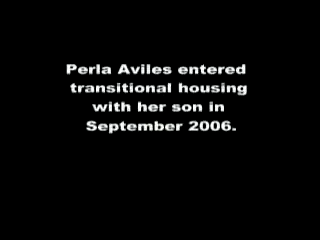 Perla Aviles entered
transitional housing
with her son in
September 2006.